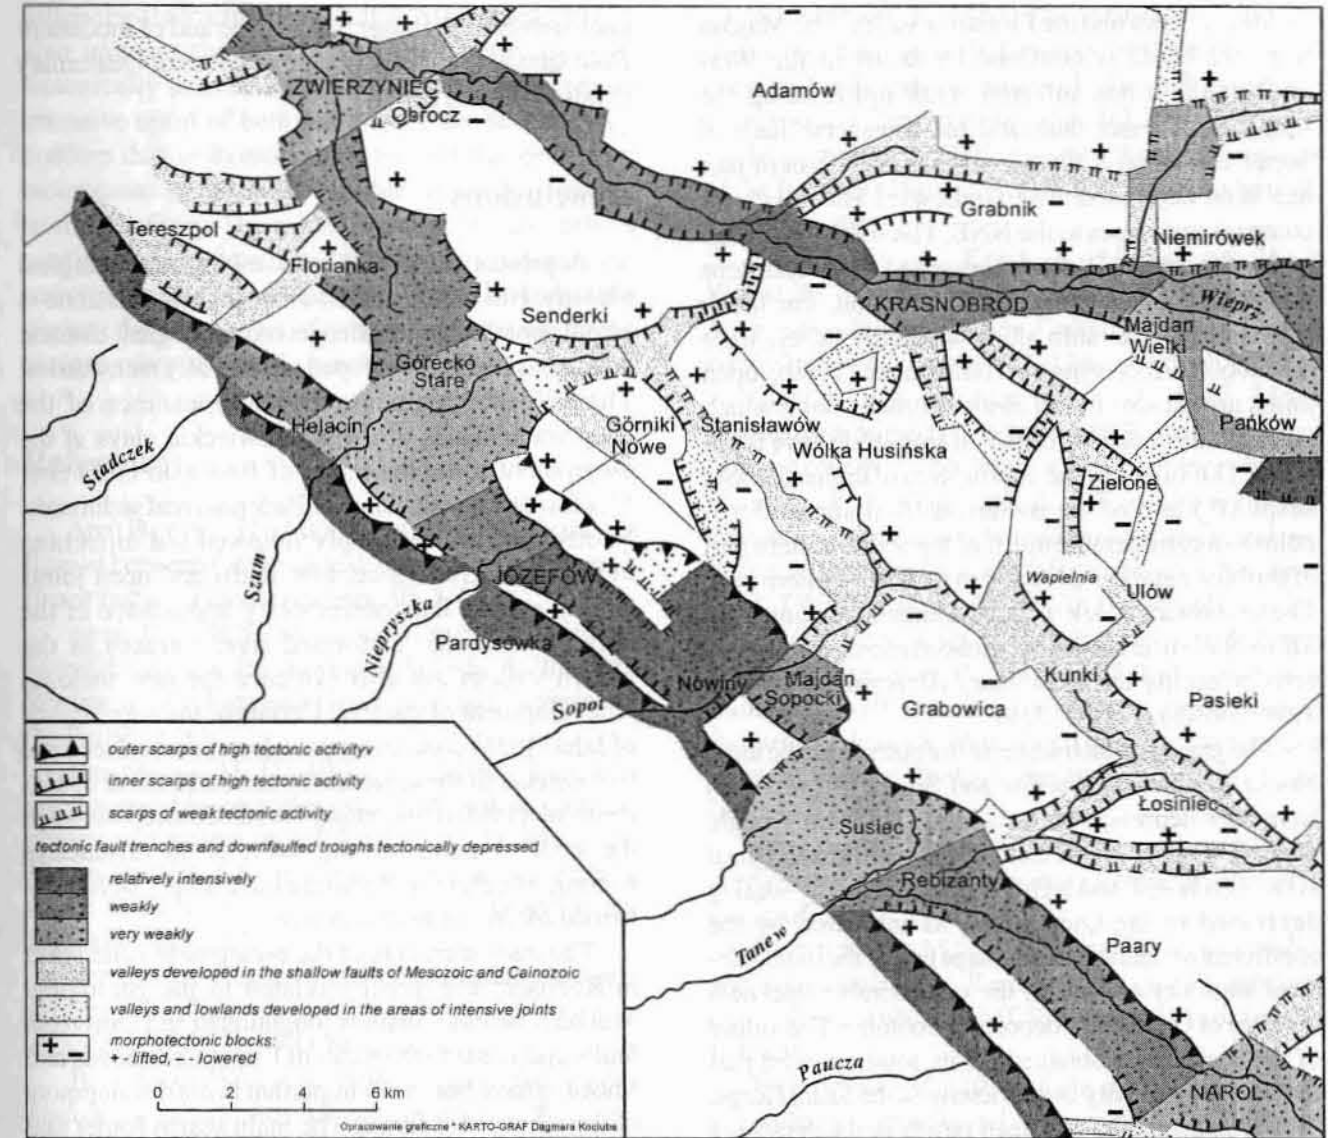 ZWIERZYNIEC
Obrocz
Adamów
Grabnik
Tereszpol
Niemirówek
Florianka
Wieprz
Senderki
KRASNOBRÓD
Majdan
Wielki
Górecko
Stare
Hełacin
Górniki
Nowe
Stanisławów
Pańków
Wólka Husińska
Sladczek
Zielone
Szum
JÓZEFÓW
Wapielnia
Ulów
Niepryszka
Pardysówka
Nowiny
Majdan
Sopocki
Kunki
Sopot
Grabowica
Pasieki
outer scarps of high tectonic activityv
inner scarps of high tectonic activity
scarps of weak tectonic activity
Łosiniec
Susiec
tectonic fault trenches and downfaulted troughs tectonically depressed
relatively intensively
Rebizanty
weakly
very weakly
Tanew
Paary
valleys developed in the shallow faults of Mesozoic and Cainozoic
valleys and lowlands developed in the areas of intensive joints
morphotectonic blocks:
+ - lifted, - - lowered
Paucza
NAROL
0 2 4 6 km
Opracowanie graficzne * KARTO-GRAF Dagmara Kociuba